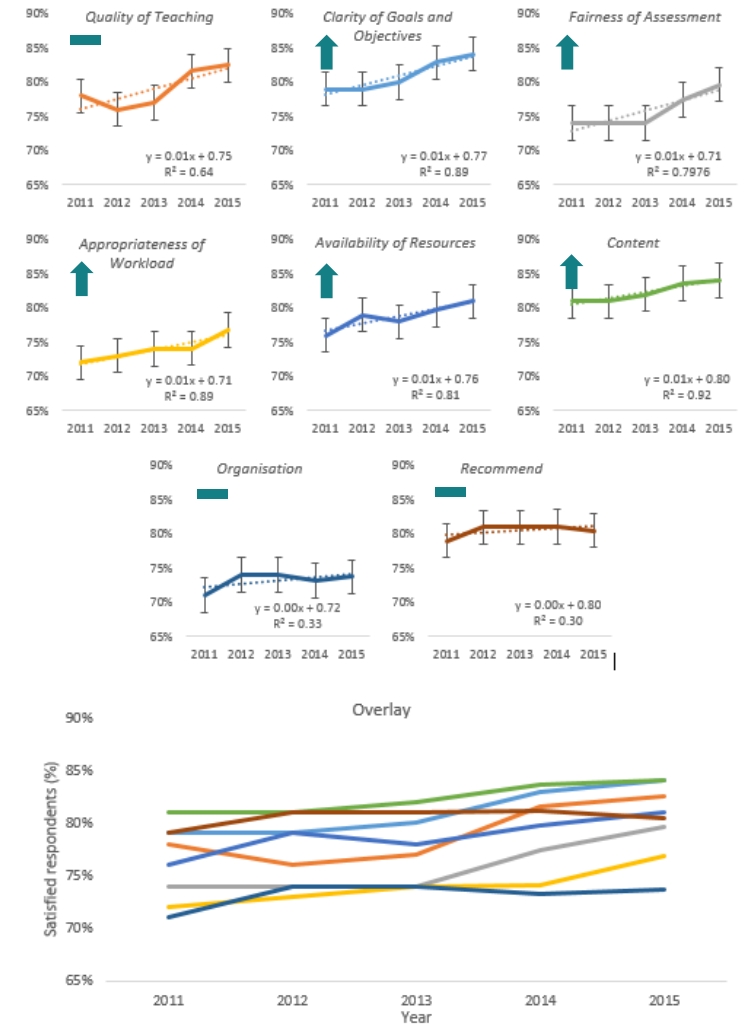 Quality of Teaching
90%
85%
80%
75%
70%
65%
y = 0.01x + 0.75
R² = 0.64
2011 2012 2013 2014 2015
Clarity of Goals and
Objectives
90%
85%
80%
75%
70%
65%
y = 0.01x + 0.77
R² = 0.89
2011 2012 2013 2014 2015
Fairness of Assessment
90%
85%
80%
75%
70%
65%
y = 0.01x + 0.71
R² = 0.7976
2011 2012 2013 2014 2015
Appropriateness of
Workload
90%
85%
80%
75%
70%
65%
y = 0.01x + 0.71
R² = 0.89
2011 2012 2013 2014 2015
Availability of Resources
90%
85%
80%
75%
70%
65%
y = 0.01x + 0.76
R² = 0.81
2011 2012 2013 2014 2015
Content
90%
85%
80%
75%
70%
65%
y = 0.01x + 0.80
R² = 0.92
2011 2012 2013 2014 2015
Organisation
90%
85%
80%
75%
70%
65%
y = 0.00x + 0.72
R² = 0.33
2011 2012 2013 2014 2015
Recommend
90%
85%
80%
75%
70%
65%
y = 0.00x + 0.80
R² = 0.30
2011 2012 2013 2014 2015
Overlay
Satisfied respondents (%)
90%
85%
80%
75%
70%
65%
2011 2012 2013 2014 2015
Year